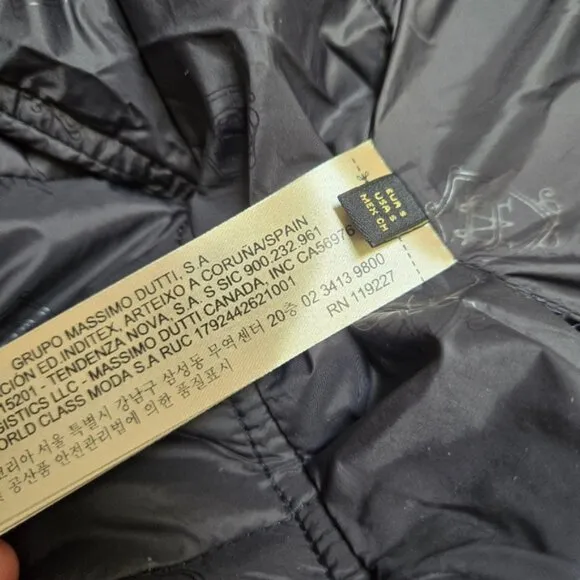 GRUPO MASSIMO DUTTI, S.A
CION ED.INDITEX, ARTEIXO A CORUÑA/SPAIN
15201 - TENDENZA NOVA, S.A. S SIC 900.232.961
GISTICS LLC - MASSIMO DUTTI CANADA, INC CA56976
ORLD CLASS MODA S.A RUC 1792442621001
코리아 서울 특별시 강남구 삼성동 무역센터 20층 02 3413 9800
공산품 안전관리법에 의한 품질표시
RN 119227
EUR S
USA S
MEX CH